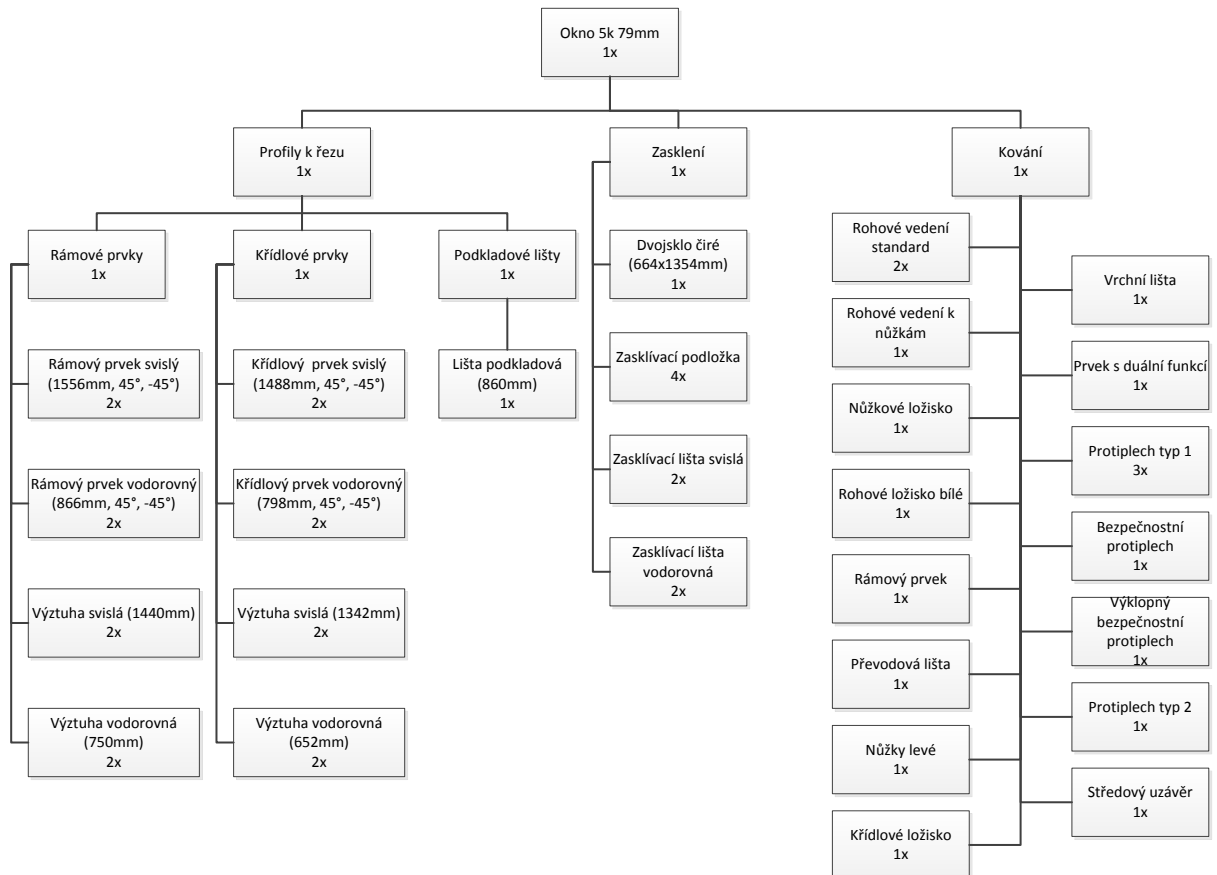 Okno 5k 79mm
1x
Profily k řezu
1x
Zasklení
1x
Kování
1x
Rámové prvky
1x
Křídlové prvky
1x
Podkladové lišty
1x
Rámový prvek svislý
(1556mm, 45°, -45°)
2x
Rámový prvek vodorovný
(866mm, 45°, -45°)
2x
Výztuha svislá (1440mm)
2x
Výztuha vodorovná
(750mm)
2x
Křídlový prvek svislý
(1488mm, 45°, -45°)
2x
Křídlový prvek vodorovný
(798mm, 45°, -45°)
2x
Výztuha svislá (1342mm)
2x
Výztuha vodorovná
(652mm)
2x
Lišta podkladová
(860mm)
1x
Dvojsklo čiré
(664x1354mm)
1x
Zasklívací podložka
4x
Zasklívací lišta svislá
2x
Zasklívací lišta
vodorovná
2x
Rohové vedení
standard
2x
Rohové vedení k
nůžkám
1x
Nůžkové ložisko
1x
Rohové ložisko bílé
1x
Rámový prvek
1x
Převodová lišta
1x
Nůžky levé
1x
Křídlové ložisko
1x
Vrchní lišta
1x
Prvek s duální funkcí
1x
Protiplech typ 1
3x
Bezpečnostní
protiplech
1x
Výklopný
bezpečnostní
protiplech
1x
Protiplech typ 2
1x
Středový uzávěr
1x